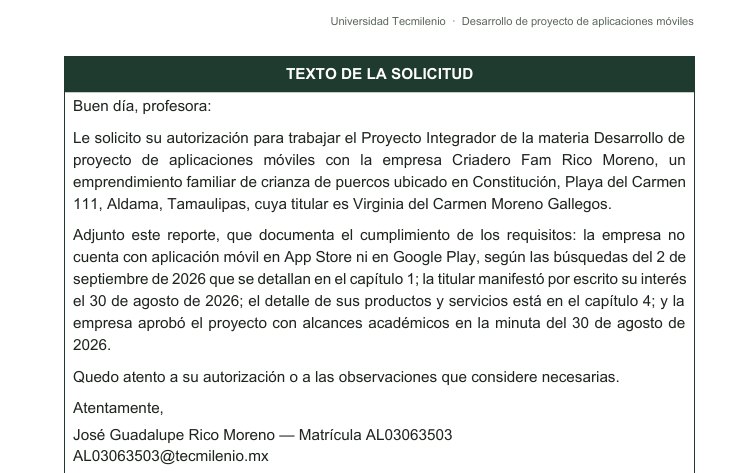 Universidad Tecmilenio · Desarrollo de proyecto de aplicaciones móviles
TEXTO DE LA SOLICITUD
Buen día, profesora:
Le solicito su autorización para trabajar el Proyecto Integrador de la materia Desarrollo de
proyecto de aplicaciones móviles con la empresa Criadero Fam Rico Moreno, un
emprendimiento familiar de crianza de puercos ubicado en Constitución, Playa del Carmen
111, Aldama, Tamaulipas, cuya titular es Virginia del Carmen Moreno Gallegos.
Adjunto este reporte, que documenta el cumplimiento de los requisitos: la empresa no
cuenta con aplicación móvil en App Store ni en Google Play, según las búsquedas del 2 de
septiembre de 2026 que se detallan en el capítulo 1; la titular manifestó por escrito su interés
el 30 de agosto de 2026; el detalle de sus productos y servicios está en el capítulo 4; y la
empresa aprobó el proyecto con alcances académicos en la minuta del 30 de agosto de
2026.
Quedo atento a su autorización o a las observaciones que considere necesarias.
Atentamente,
José Guadalupe Rico Moreno — Matrícula AL03063503
AL03063503@tecmilenio.mx